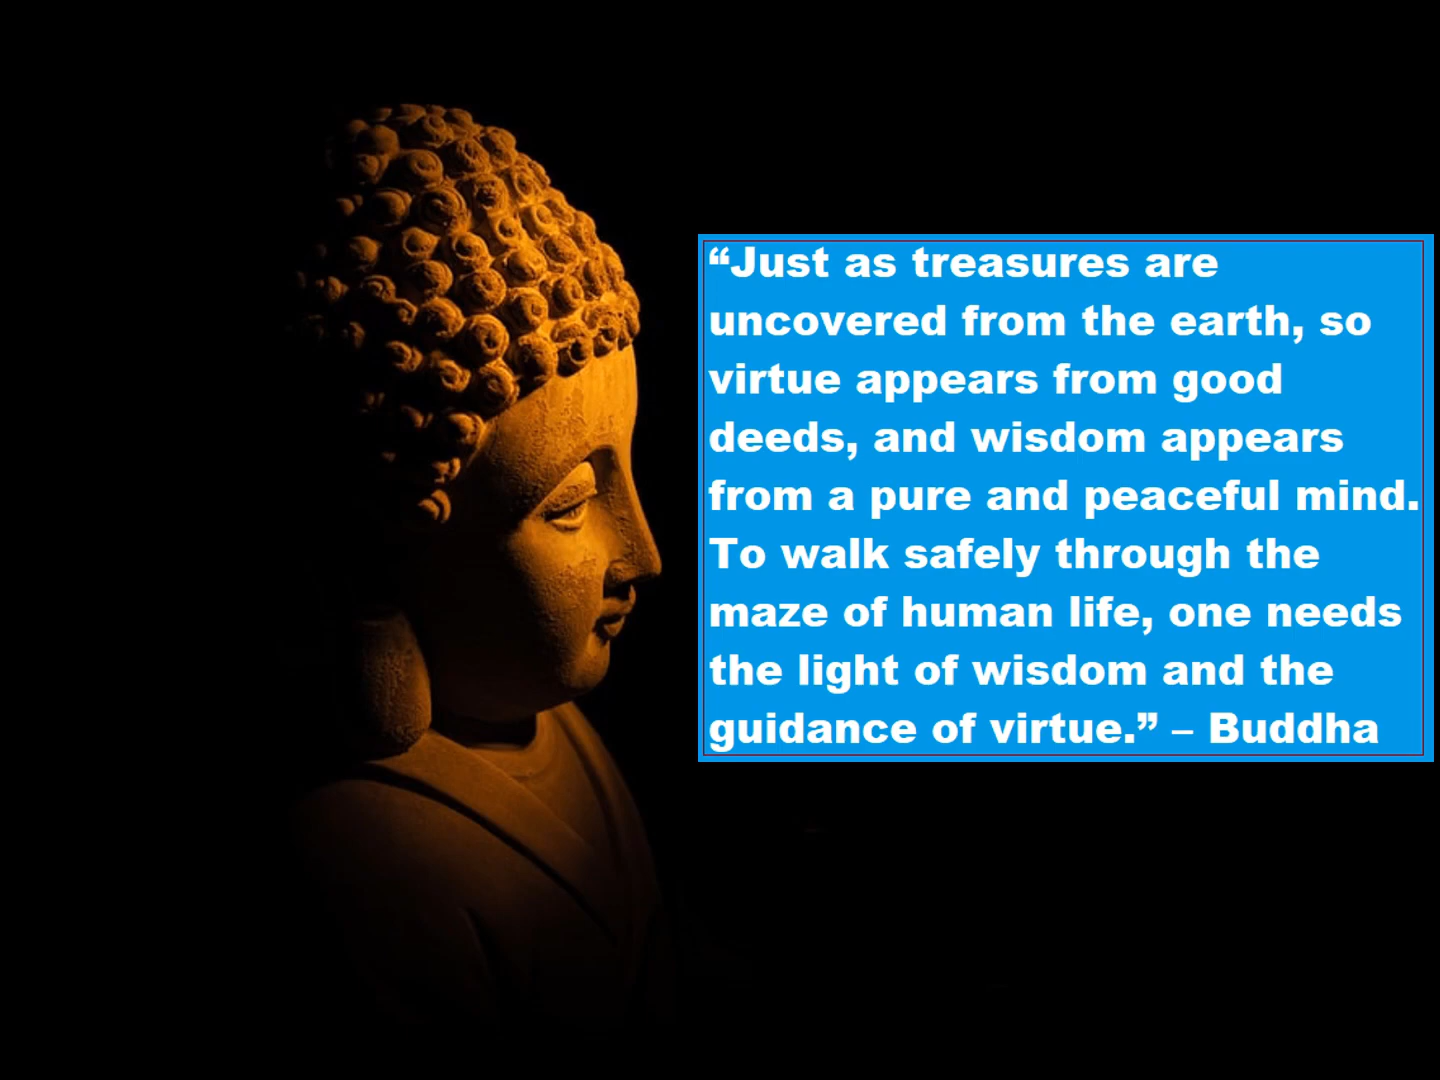 “Just as treasures are
uncovered from the earth, so
virtue appears from good
deeds, and wisdom appears
from a pure and peaceful mind.
To walk safely through the
maze of human life, one needs
the light of wisdom and the
guidance of virtue.” – Buddha